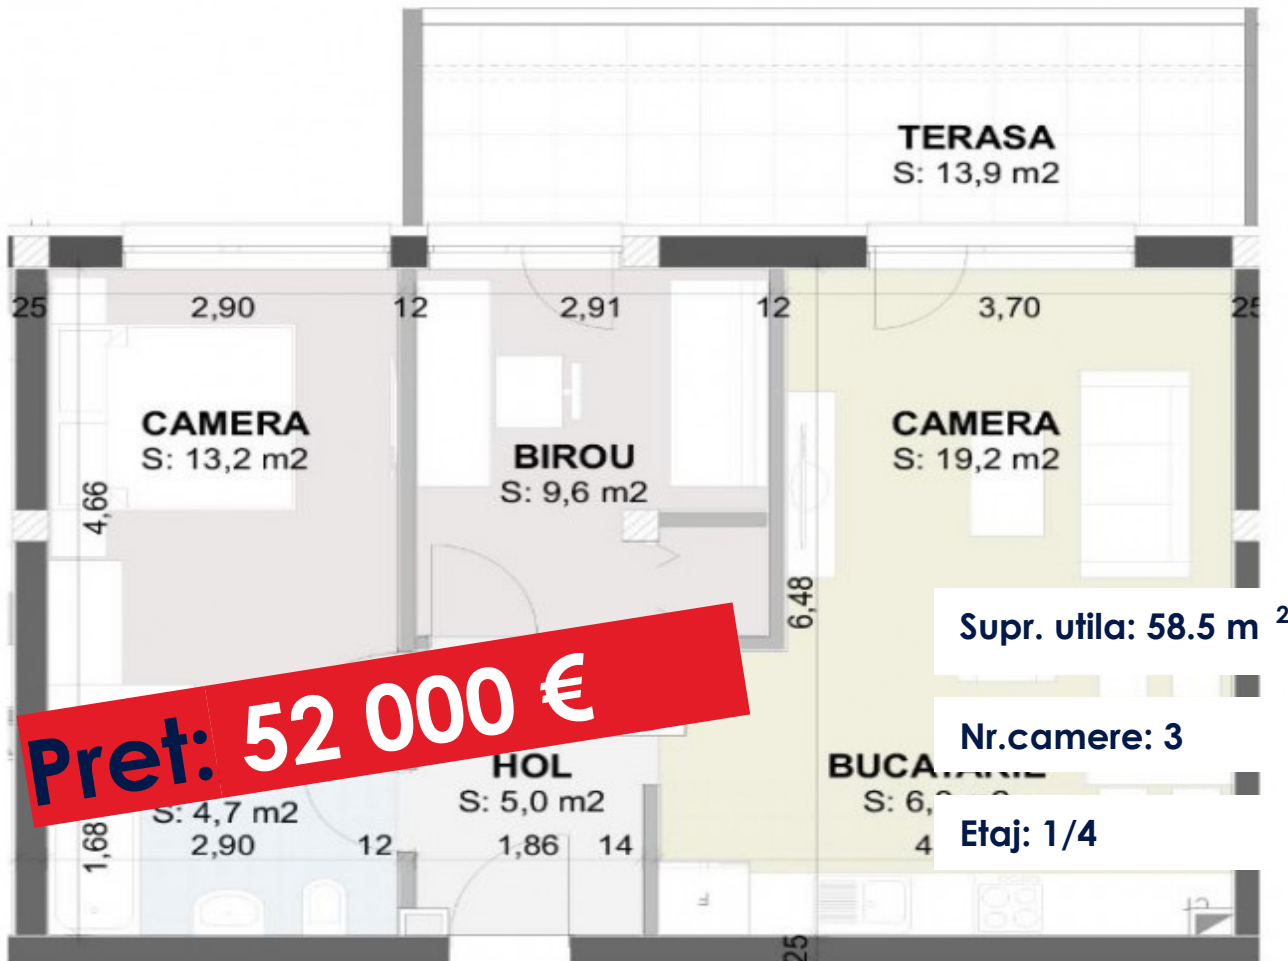 TERASA
S: 13,9 m2
25
2,90
12
2,91
12
3,70
25
CAMERA
S: 13,2 m2
BIROU
S: 9,6 m2
CAMERA
S: 19,2 m2
4,66
6,48
Supr. utila: 58.5 m 2
Pret: 52 000 €
Nr.camere: 3
HOL
S: 5,0 m2
S: 4,7 m2
Etaj: 1/4
1,68
2,90
12
1,86
14
25